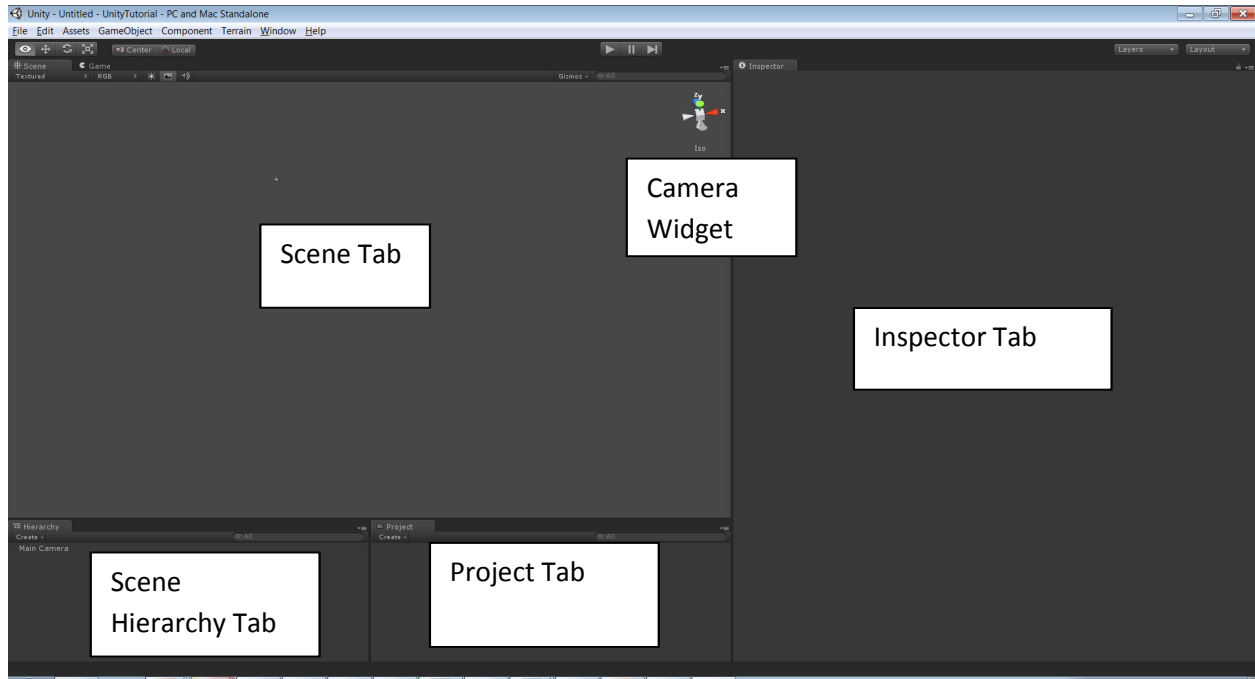 Unity - Untitled - UnityTutorial - PC and Mac Standalone
File Edit Assets GameObject Component Terrain Window Help
Center Local
Layers Layout
Scene Game
Inspector
Textured RGB
Gizmos All
Zy
x
Iso
Camera
Widget
Scene Tab
Inspector Tab
Hierarchy
Project
Create All
Create All
Main Camera
Scene
Hierarchy Tab
Project Tab